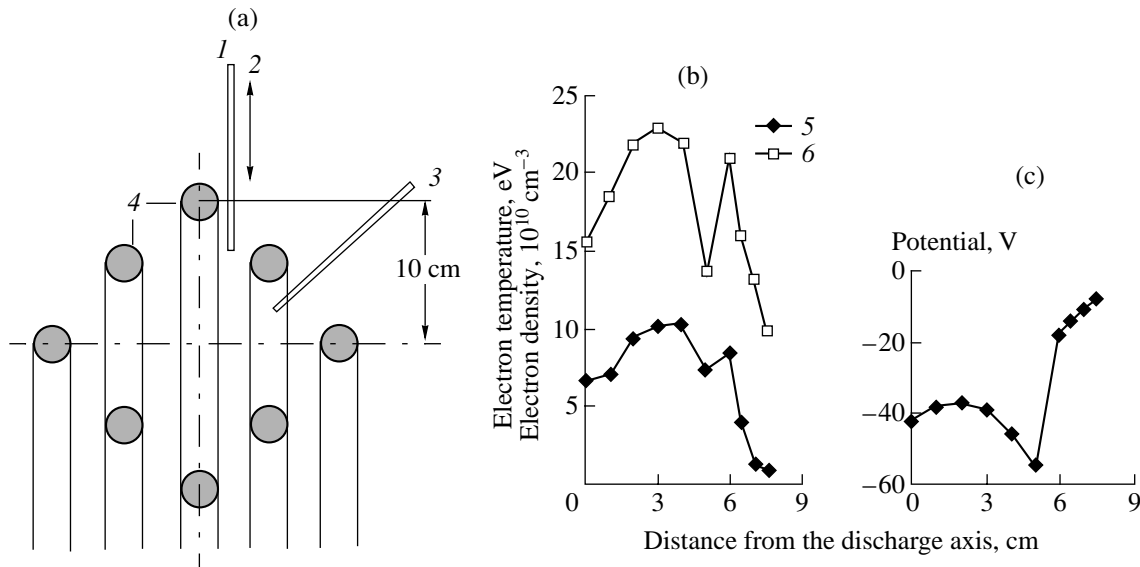 (a)
1
2
3
4
10 cm
(b)
Electron temperature, eV
Electron density, 10¹⁰ cm⁻³
25
20
15
10
5
0
3
6
9
5
6
(c)
Potential, V
0
−20
−40
−60
0
3
6
9
Distance from the discharge axis, cm